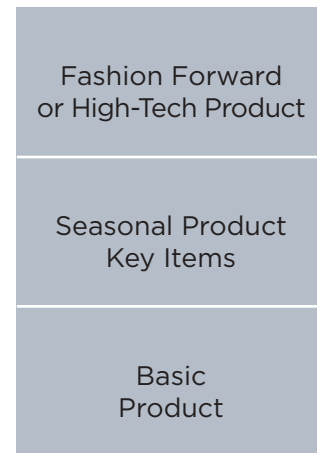 Fashion Forward
or High-Tech Product
Seasonal Product
Key Items
Basic
Product